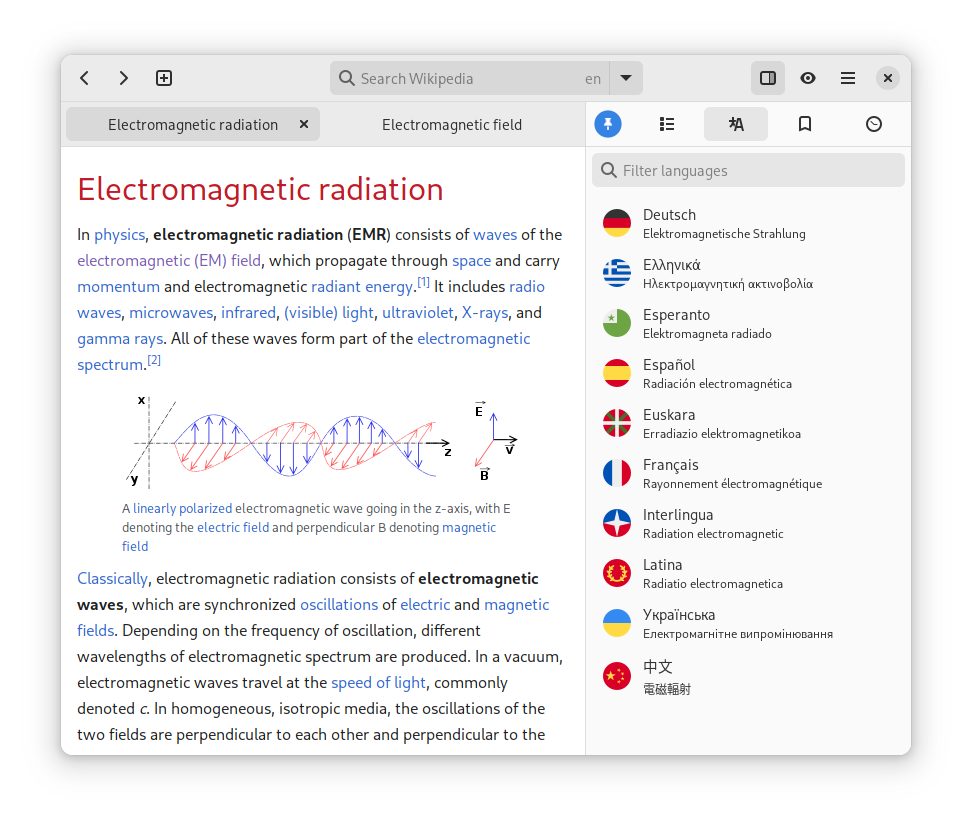 Search Wikipedia
en
Electromagnetic radiation
Electromagnetic field
Electromagnetic radiation
In physics, electromagnetic radiation (EMR) consists of waves of the
electromagnetic (EM) field, which propagate through space and carry
momentum and electromagnetic radiant energy.[1] It includes radio
waves, microwaves, infrared, (visible) light, ultraviolet, X-rays, and
gamma rays. All of these waves form part of the electromagnetic
spectrum.[2]
x
y
z
E
V
B
A linearly polarized electromagnetic wave going in the z-axis, with E
denoting the electric field and perpendicular B denoting magnetic
field
Classically, electromagnetic radiation consists of electromagnetic
waves, which are synchronized oscillations of electric and magnetic
fields. Depending on the frequency of oscillation, different
wavelengths of electromagnetic spectrum are produced. In a vacuum,
electromagnetic waves travel at the speed of light, commonly
denoted c. In homogeneous, isotropic media, the oscillations of the
two fields are perpendicular to each other and perpendicular to the
Filter languages
Deutsch
Elektromagnetische Strahlung
Ελληνικά
Ηλεκτρομαγνητική ακτινοβολία
Esperanto
Elektromagneta radiado
Español
Radiación electromagnética
Euskara
Erradiazio elektromagnetikoa
Français
Rayonnement électromagnétique
Interlingua
Radiation electromagnetic
Latina
Radiatio electromagnetica
Українська
Електромагнітне випромінювання
中文
電磁輻射